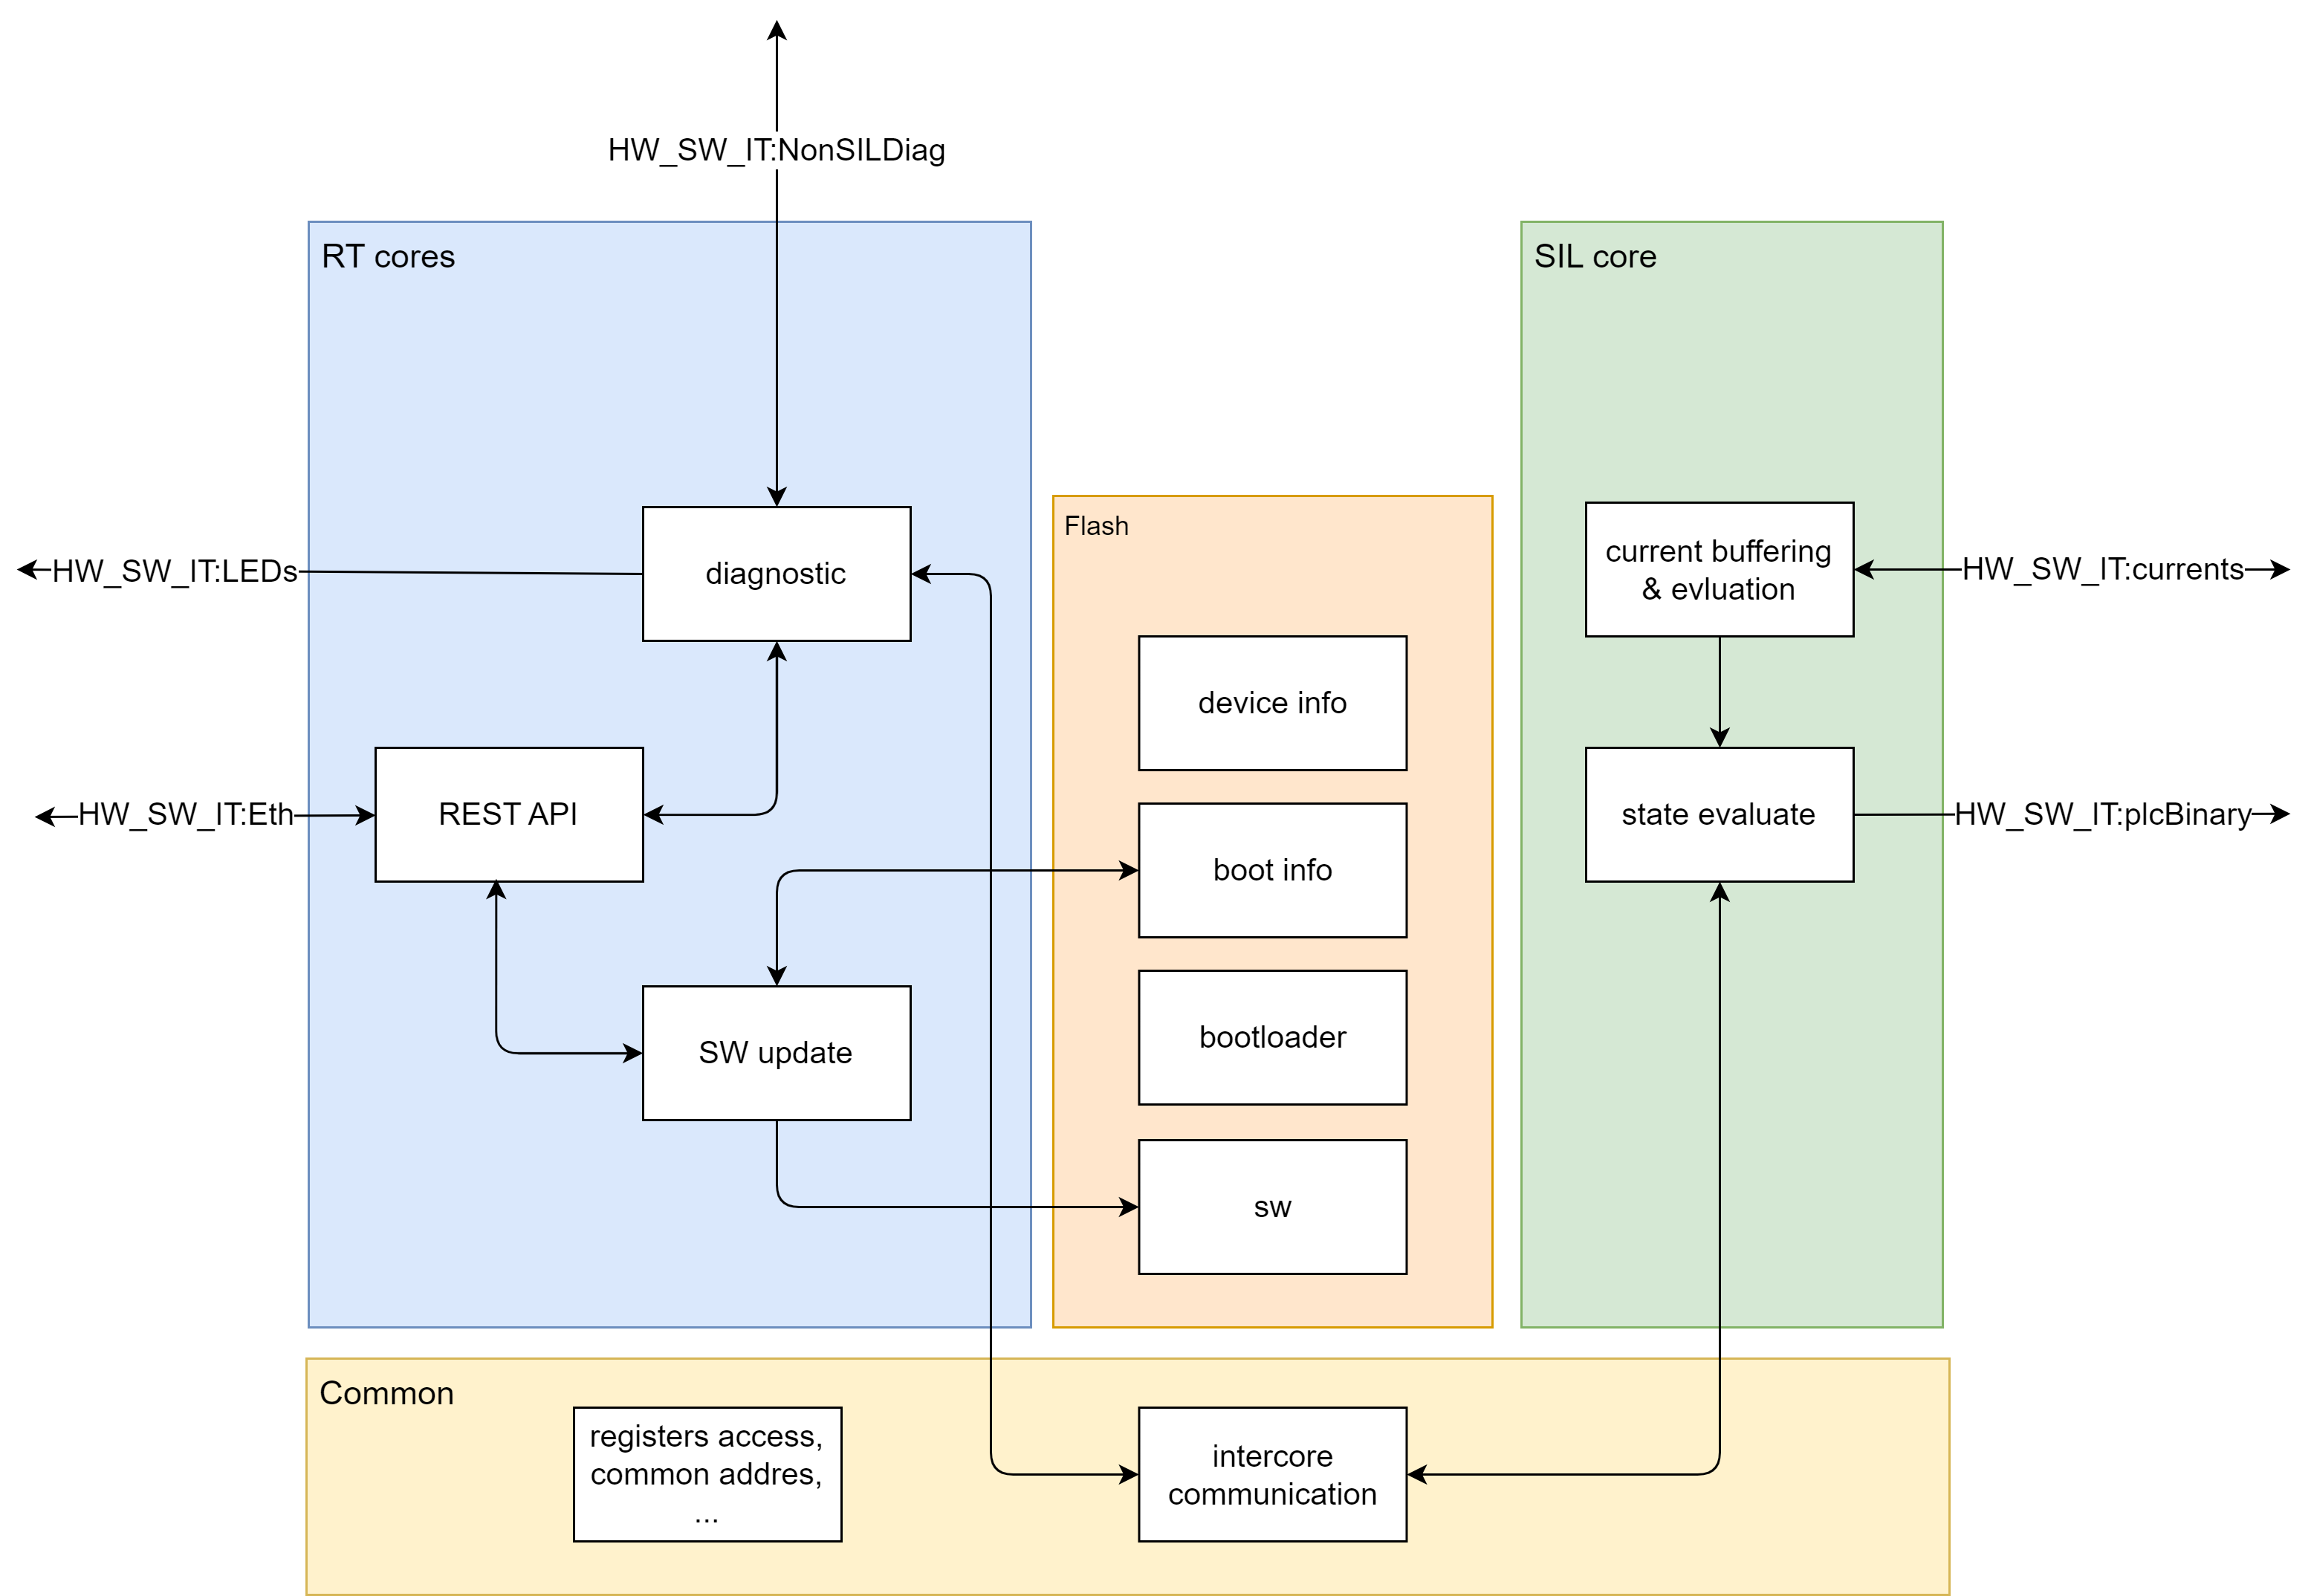 HW_SW_IT:NonSILDiag
RT cores
SIL core
Flash
HW_SW_IT:LEDs
diagnostic
current buffering
& evluation
HW_SW_IT:currents
device info
HW_SW_IT:Eth
REST API
boot info
state evaluate
HW_SW_IT:plcBinary
SW update
bootloader
sw
Common
registers access,
common addres,
...
intercore
communication